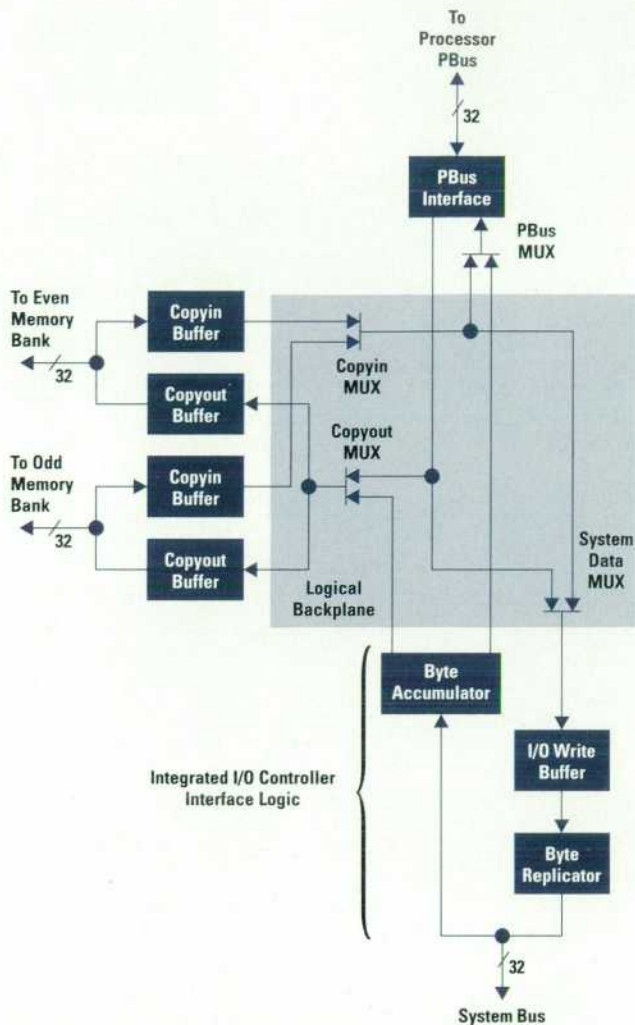 To
Processor
PBus
32
PBus
Interface
PBus
MUX
To Even
Memory
Bank
32
Copyin
Buffer
Copyin
MUX
Copyout
Buffer
Copyout
MUX
To Odd
Memory
Bank
32
Copyin
Buffer
Copyout
Buffer
System
Data
MUX
Logical
Backplane
Byte
Accumulator
I/O Write
Buffer
Integrated I/O Controller
Interface Logic
Byte
Replicator
32
System Bus